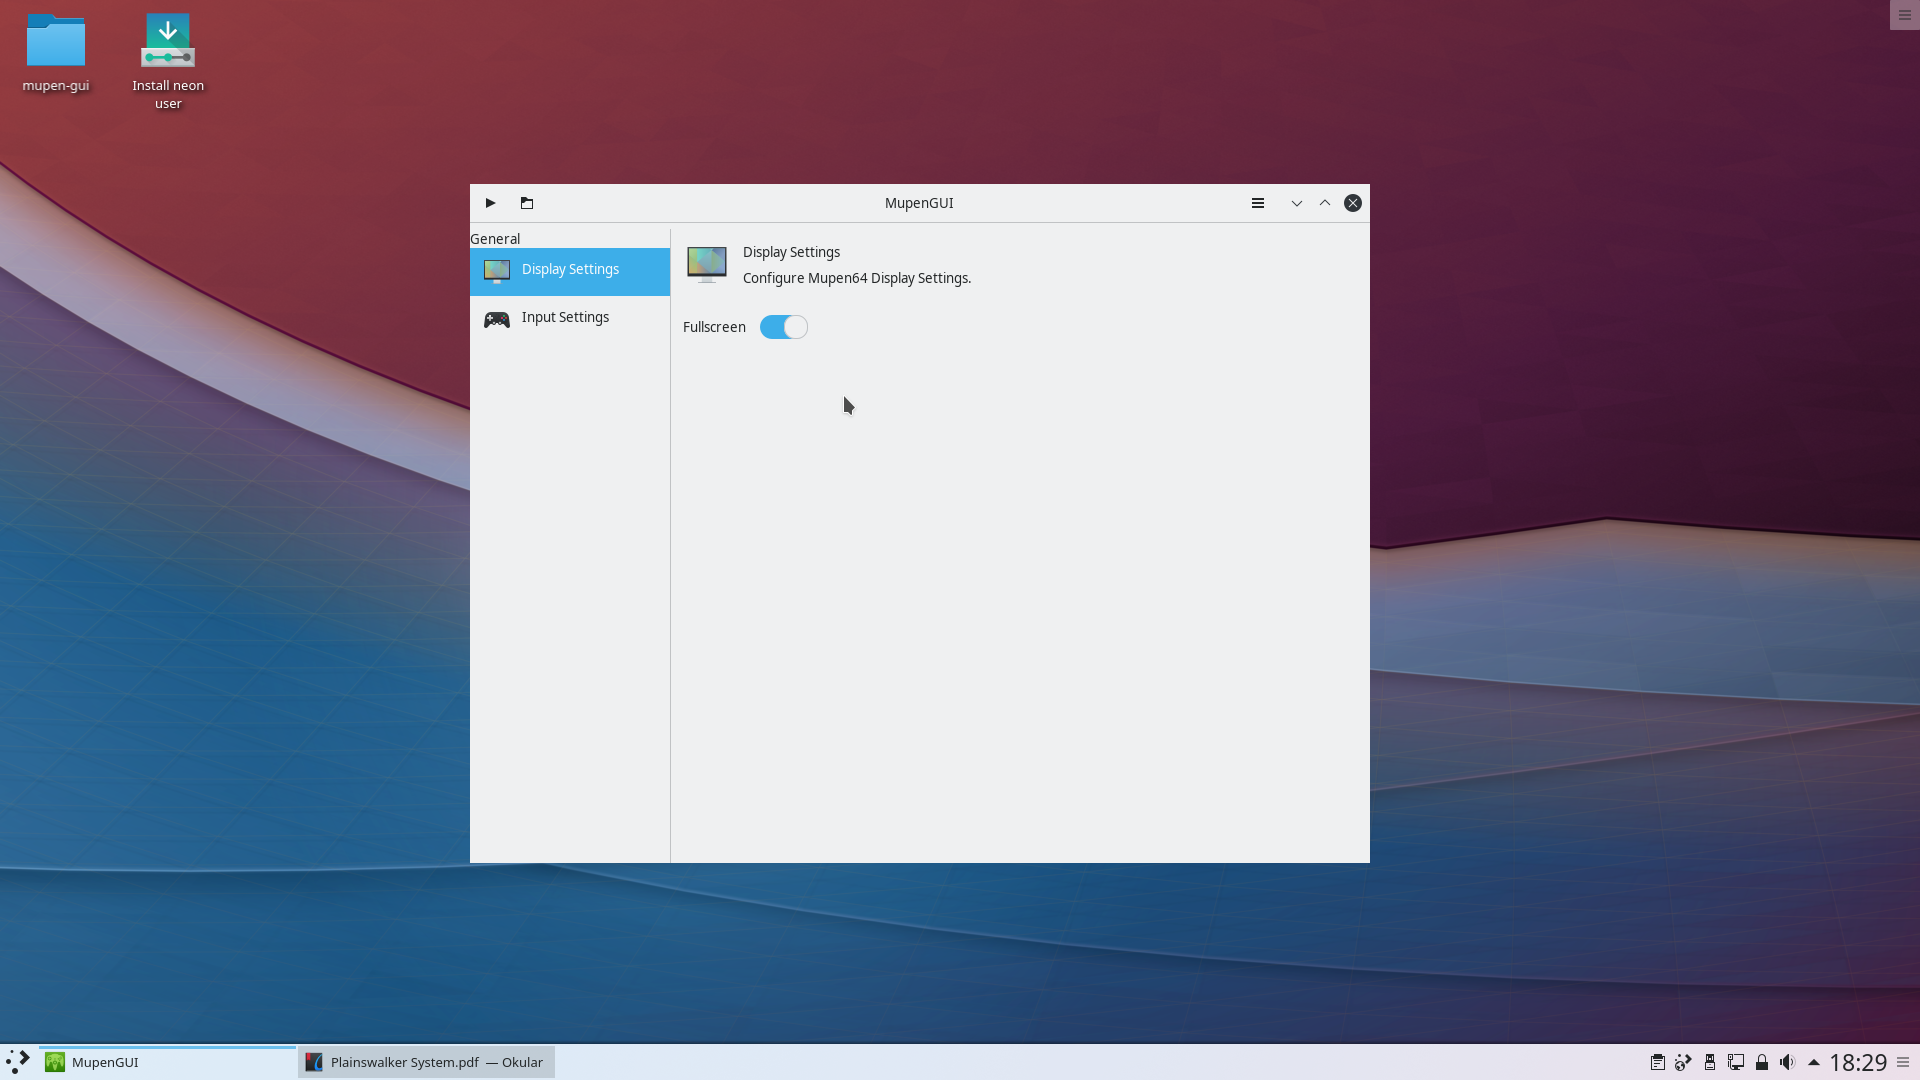 mupen-gui
Install neon
user
MupenGUI
General
Display Settings
Input Settings
Display Settings
Configure Mupen64 Display Settings.
Fullscreen
MupenGUI
Plainswalker System.pdf — Okular
18:29